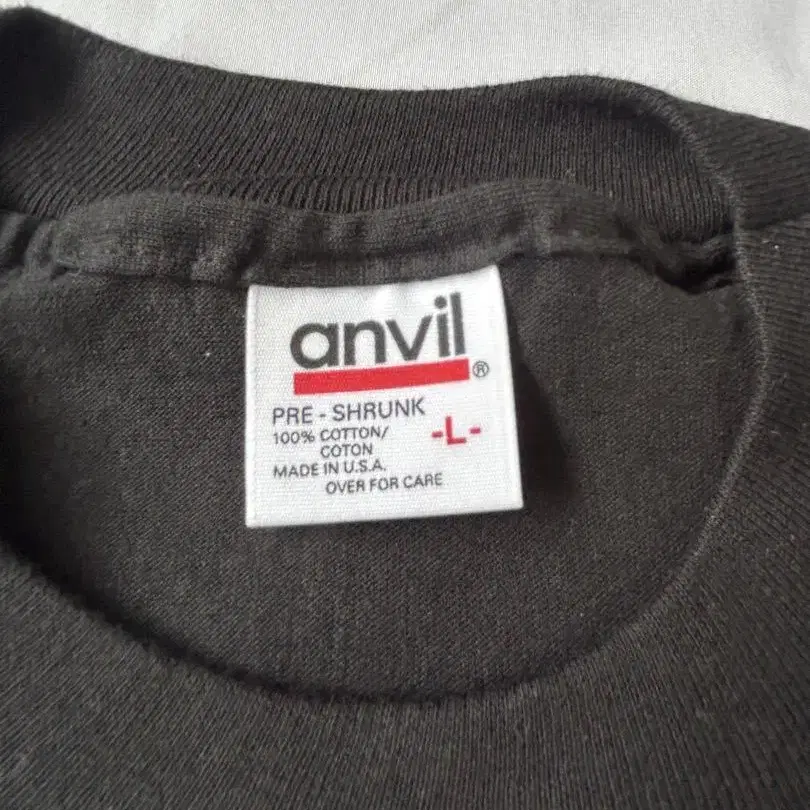 anvil®
PRE - SHRUNK
100% COTTON/
COTON
-L-
MADE IN U.S.A.
OVER FOR CARE